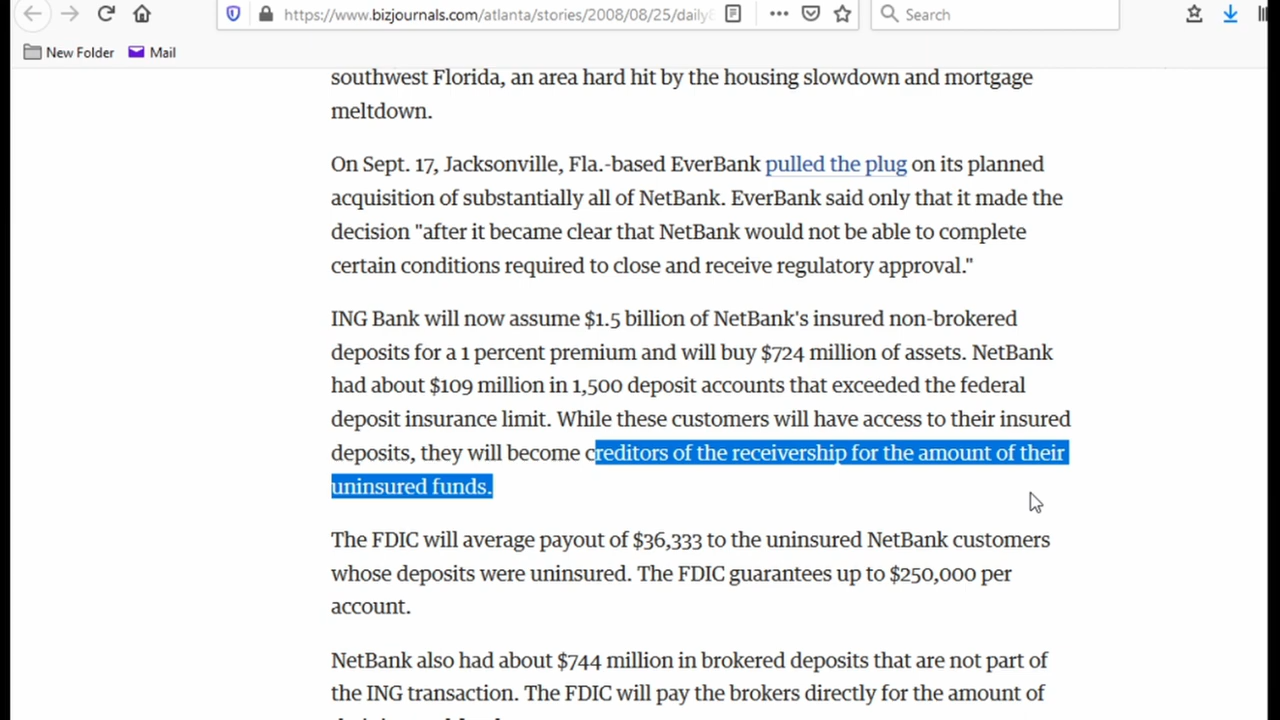 https://www.bizjournals.com/atlanta/stories/2008/08/25/daily
Search
New Folder
Mail
southwest Florida, an area hard hit by the housing slowdown and mortgage
meltdown.
On Sept. 17, Jacksonville, Fla.-based EverBank pulled the plug on its planned
acquisition of substantially all of NetBank. EverBank said only that it made the
decision "after it became clear that NetBank would not be able to complete
certain conditions required to close and receive regulatory approval."
ING Bank will now assume $1.5 billion of NetBank's insured non-brokered
deposits for a 1 percent premium and will buy $724 million of assets. NetBank
had about $109 million in 1,500 deposit accounts that exceeded the federal
deposit insurance limit. While these customers will have access to their insured
deposits, they will become creditors of the receivership for the amount of their
uninsured funds.
The FDIC will average payout of $36,333 to the uninsured NetBank customers
whose deposits were uninsured. The FDIC guarantees up to $250,000 per
account.
NetBank also had about $744 million in brokered deposits that are not part of
the ING transaction. The FDIC will pay the brokers directly for the amount of